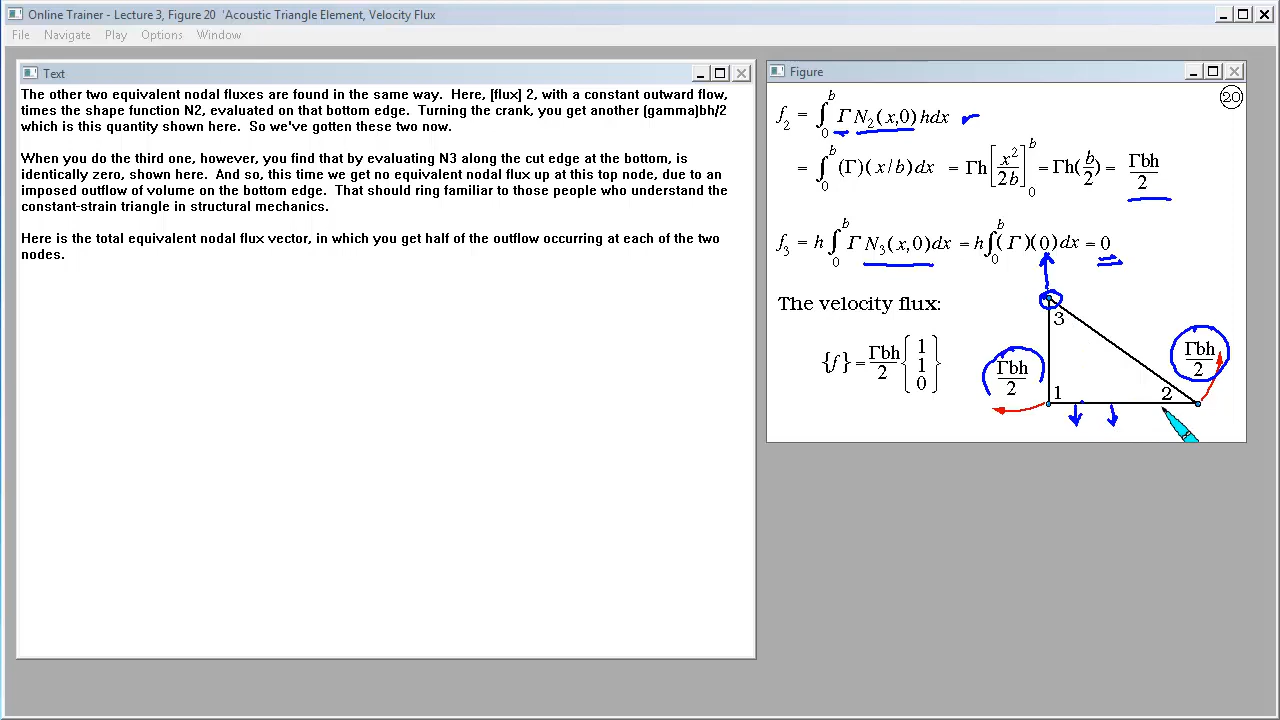 Online Trainer - Lecture 3, Figure 20 'Acoustic Triangle Element, Velocity Flux
File Navigate Play Options Window
Text
The other two equivalent nodal fluxes are found in the same way. Here, [flux] 2, with a constant outward flow,
times the shape function N2, evaluated on that bottom edge. Turning the crank, you get another (gamma)bh/2
which is this quantity shown here. So we've gotten these two now.
When you do the third one, however, you find that by evaluating N3 along the cut edge at the bottom, is
identically zero, shown here. And so, this time we get no equivalent nodal flux up at this top node, due to an
imposed outflow of volume on the bottom edge. That should ring familiar to those people who understand the
constant-strain triangle in structural mechanics.
Here is the total equivalent nodal flux vector, in which you get half of the outflow occurring at each of the two
nodes.
Figure
20
f₂ = ∫₀ᵇ Γ N₂(x,0) hdx
= ∫₀ᵇ (Γ)(x/b)dx = Γh[x²/2b]₀ᵇ = Γh(b/2) = Γbh/2
f₃ = h∫₀ᵇ Γ N₃(x,0)dx = h∫₀ᵇ(Γ)(0)dx = 0
The velocity flux:
3
{f} = Γbh/2 {1 1 0}
Γbh/2
Γbh/2
1
2